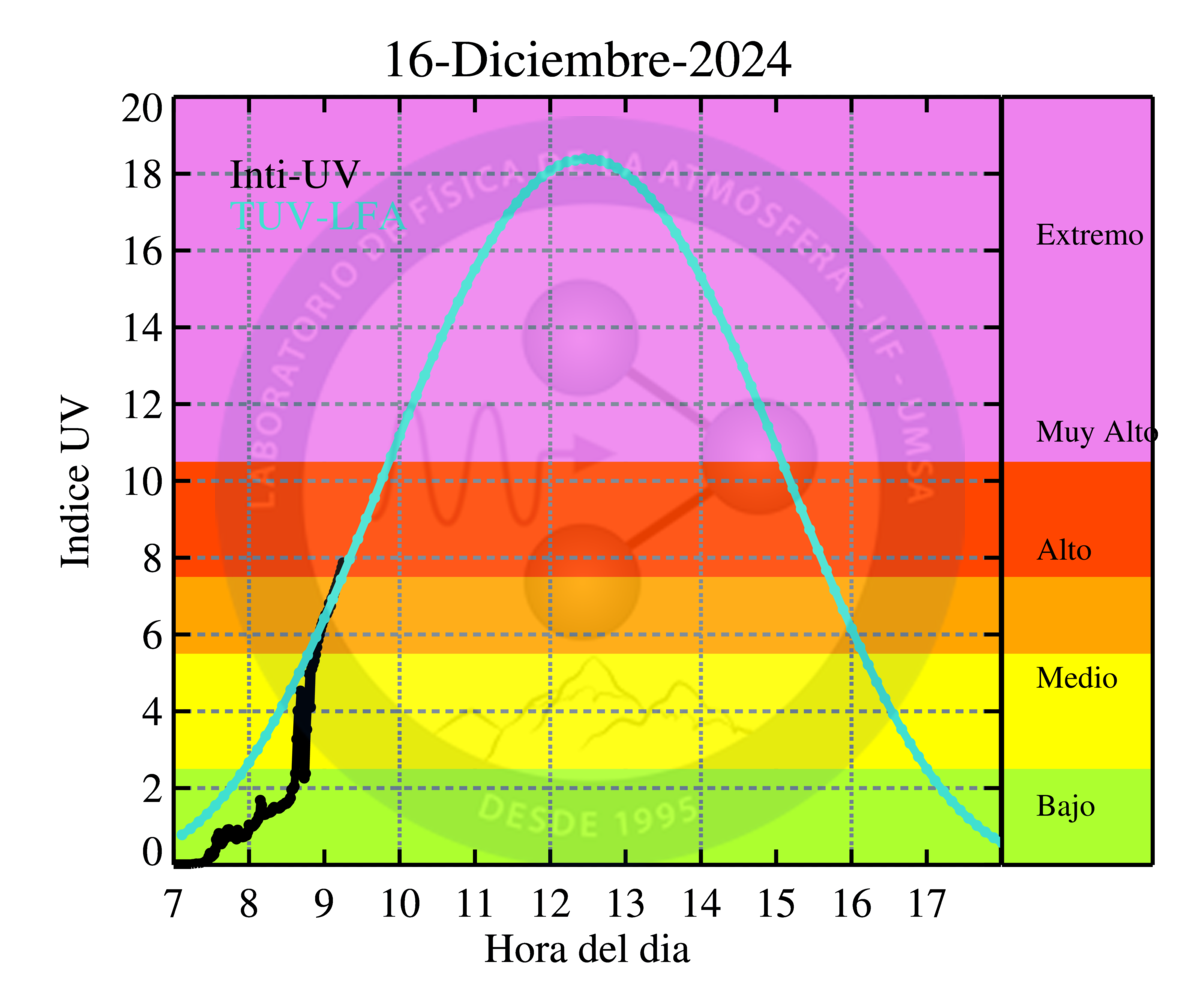 16-Diciembre-2024
Inti-UV
TUV-LFA
LABORATORIO DE FÍSICA DE LA ATMÓSFERA - IIF - UMSA
DESDE 1995
Indice UV
20
18
16
14
12
10
8
6
4
2
0
Extremo
Muy Alto
Alto
Medio
Bajo
7 8 9 10 11 12 13 14 15 16 17
Hora del dia